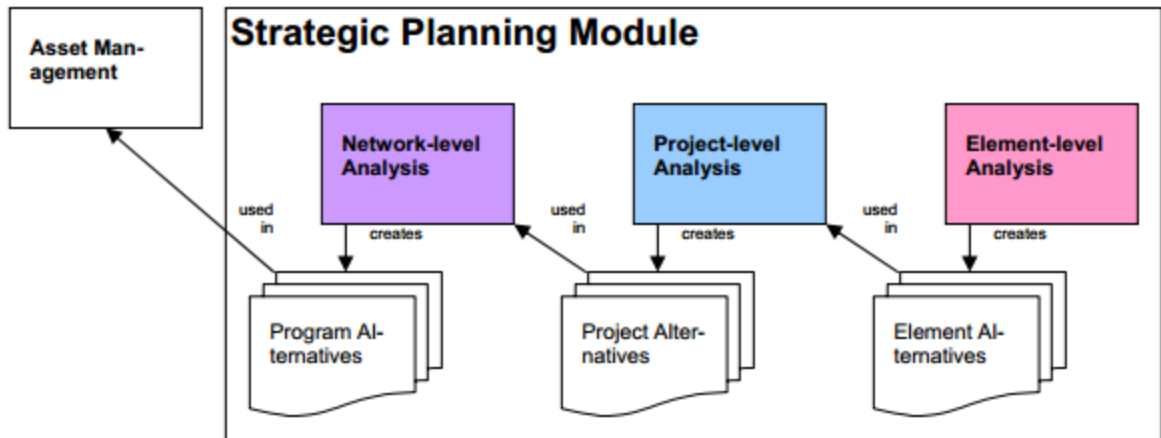 Asset Man-
agement
Strategic Planning Module
Network-level
Analysis
Project-level
Analysis
Element-level
Analysis
used
in
creates
used
in
creates
used
in
creates
Program Al-
ternatives
Project Alter-
natives
Element Al-
ternatives